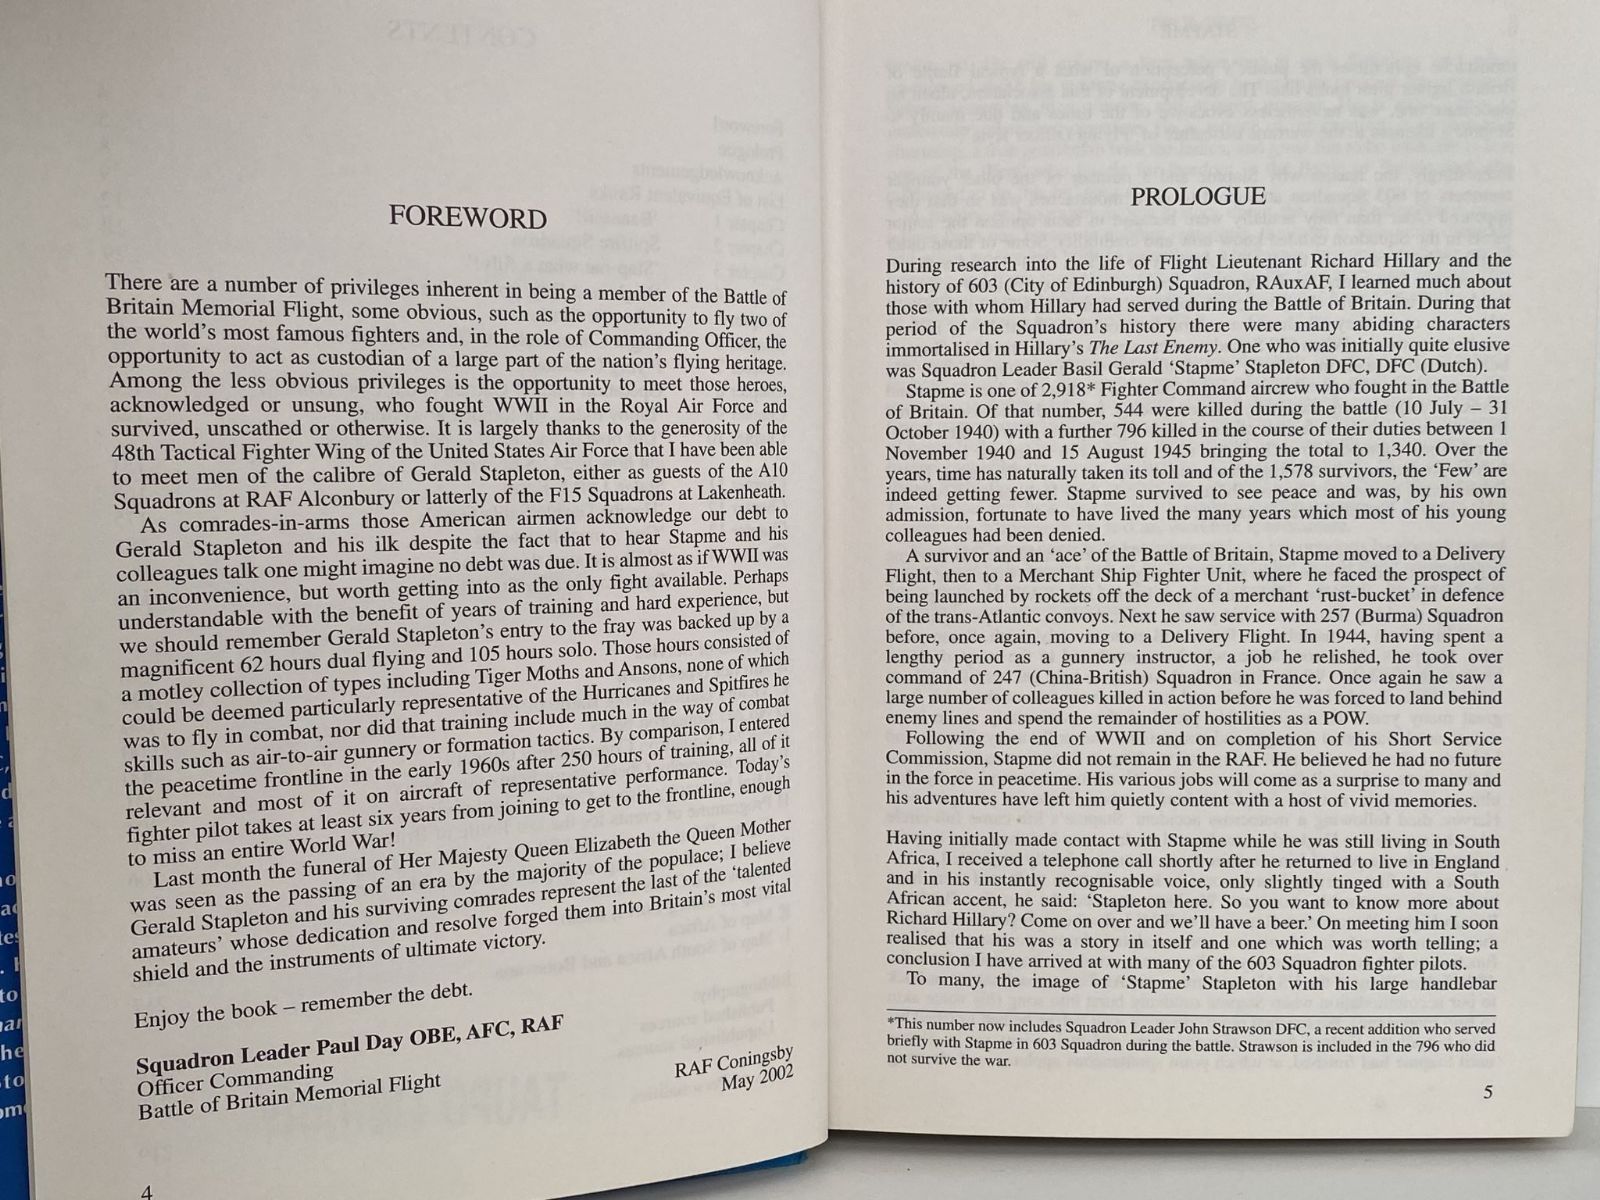 FOREWORD
There are a number of privileges inherent in being a member of the Battle of
Britain Memorial Flight, some obvious, such as the opportunity to fly two of
the world's most famous fighters and, in the role of Commanding Officer, the
opportunity to act as custodian of a large part of the nation's flying heritage.
Among the less obvious privileges is the opportunity to meet those heroes,
acknowledged or unsung, who fought WWII in the Royal Air Force and
survived, unscathed or otherwise. It is largely thanks to the generosity of the
48th Tactical Fighter Wing of the United States Air Force that I have been able
to meet men of the calibre of Gerald Stapleton, either as guests of the A10
Squadrons at RAF Alconbury or latterly of the F15 Squadrons at Lakenheath.
As comrades-in-arms those American airmen acknowledge our debt to
Gerald Stapleton and his ilk despite the fact that to hear Stapme and his
colleagues talk one might imagine no debt was due. It is almost as if WWII was
an inconvenience, but worth getting into as the only fight available. Perhaps
understandable with the benefit of years of training and hard experience, but
we should remember Gerald Stapleton's entry to the fray was backed up by a
magnificent 62 hours dual flying and 105 hours solo. Those hours consisted of
a motley collection of types including Tiger Moths and Ansons, none of which
could be deemed particularly representative of the Hurricanes and Spitfires he
was to fly in combat, nor did that training include much in the way of combat
skills such as air-to-air gunnery or formation tactics. By comparison, I entered
the peacetime frontline in the early 1960s after 250 hours of training, all of it
relevant and most of it on aircraft of representative performance. Today's
fighter pilot takes at least six years from joining to get to the frontline, enough
to miss an entire World War!
Last month the funeral of Her Majesty Queen Elizabeth the Queen Mother
was seen as the passing of an era by the majority of the populace; I believe
Gerald Stapleton and his surviving comrades represent the last of the 'talented
amateurs' whose dedication and resolve forged them into Britain's most vital
shield and the instruments of ultimate victory.
Enjoy the book – remember the debt.
Squadron Leader Paul Day OBE, AFC, RAF
Officer Commanding
Battle of Britain Memorial Flight
RAF Coningsby
May 2002
4
PROLOGUE
During research into the life of Flight Lieutenant Richard Hillary and the
history of 603 (City of Edinburgh) Squadron, RAuxAF, I learned much about
those with whom Hillary had served during the Battle of Britain. During that
period of the Squadron's history there were many abiding characters
immortalised in Hillary's The Last Enemy. One who was initially quite elusive
was Squadron Leader Basil Gerald 'Stapme' Stapleton DFC, DFC (Dutch).
Stapme is one of 2,918* Fighter Command aircrew who fought in the Battle
of Britain. Of that number, 544 were killed during the battle (10 July – 31
October 1940) with a further 796 killed in the course of their duties between 1
November 1940 and 15 August 1945 bringing the total to 1,340. Over the
years, time has naturally taken its toll and of the 1,578 survivors, the 'Few' are
indeed getting fewer. Stapme survived to see peace and was, by his own
admission, fortunate to have lived the many years which most of his young
colleagues had been denied.
A survivor and an 'ace' of the Battle of Britain, Stapme moved to a Delivery
Flight, then to a Merchant Ship Fighter Unit, where he faced the prospect of
being launched by rockets off the deck of a merchant 'rust-bucket' in defence
of the trans-Atlantic convoys. Next he saw service with 257 (Burma) Squadron
before, once again, moving to a Delivery Flight. In 1944, having spent a
lengthy period as a gunnery instructor, a job he relished, he took over
command of 247 (China-British) Squadron in France. Once again he saw a
large number of colleagues killed in action before he was forced to land behind
enemy lines and spend the remainder of hostilities as a POW.
Following the end of WWII and on completion of his Short Service
Commission, Stapme did not remain in the RAF. He believed he had no future
in the force in peacetime. His various jobs will come as a surprise to many and
his adventures have left him quietly content with a host of vivid memories.
Having initially made contact with Stapme while he was still living in South
Africa, I received a telephone call shortly after he returned to live in England
and in his instantly recognisable voice, only slightly tinged with a South
African accent, he said: 'Stapleton here. So you want to know more about
Richard Hillary? Come on over and we'll have a beer.' On meeting him I soon
realised that his was a story in itself and one which was worth telling; a
conclusion I have arrived at with many of the 603 Squadron fighter pilots.
To many, the image of 'Stapme' Stapleton with his large handlebar
*This number now includes Squadron Leader John Strawson DFC, a recent addition who served
briefly with Stapme in 603 Squadron during the battle. Strawson is included in the 796 who did
not survive the war.
5